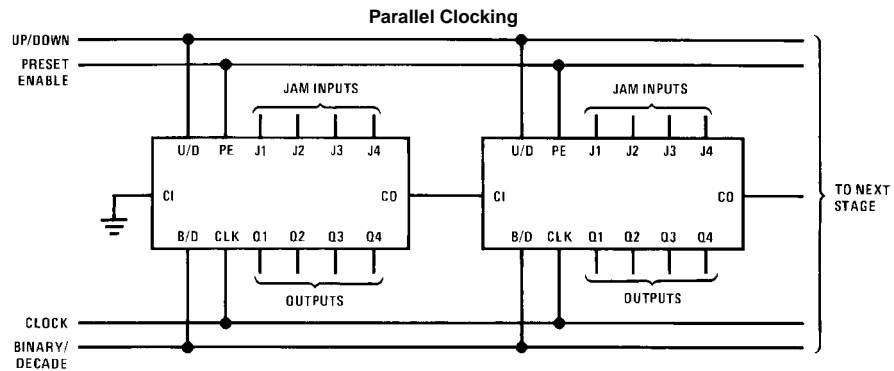 Parallel Clocking
UP/DOWN
PRESET
ENABLE
JAM INPUTS
JAM INPUTS
U/D PE J1 J2 J3 J4
U/D PE J1 J2 J3 J4
CI CO
CI CO
TO NEXT
STAGE
B/D CLK Q1 Q2 Q3 Q4
B/D CLK Q1 Q2 Q3 Q4
OUTPUTS
OUTPUTS
CLOCK
BINARY/
DECADE